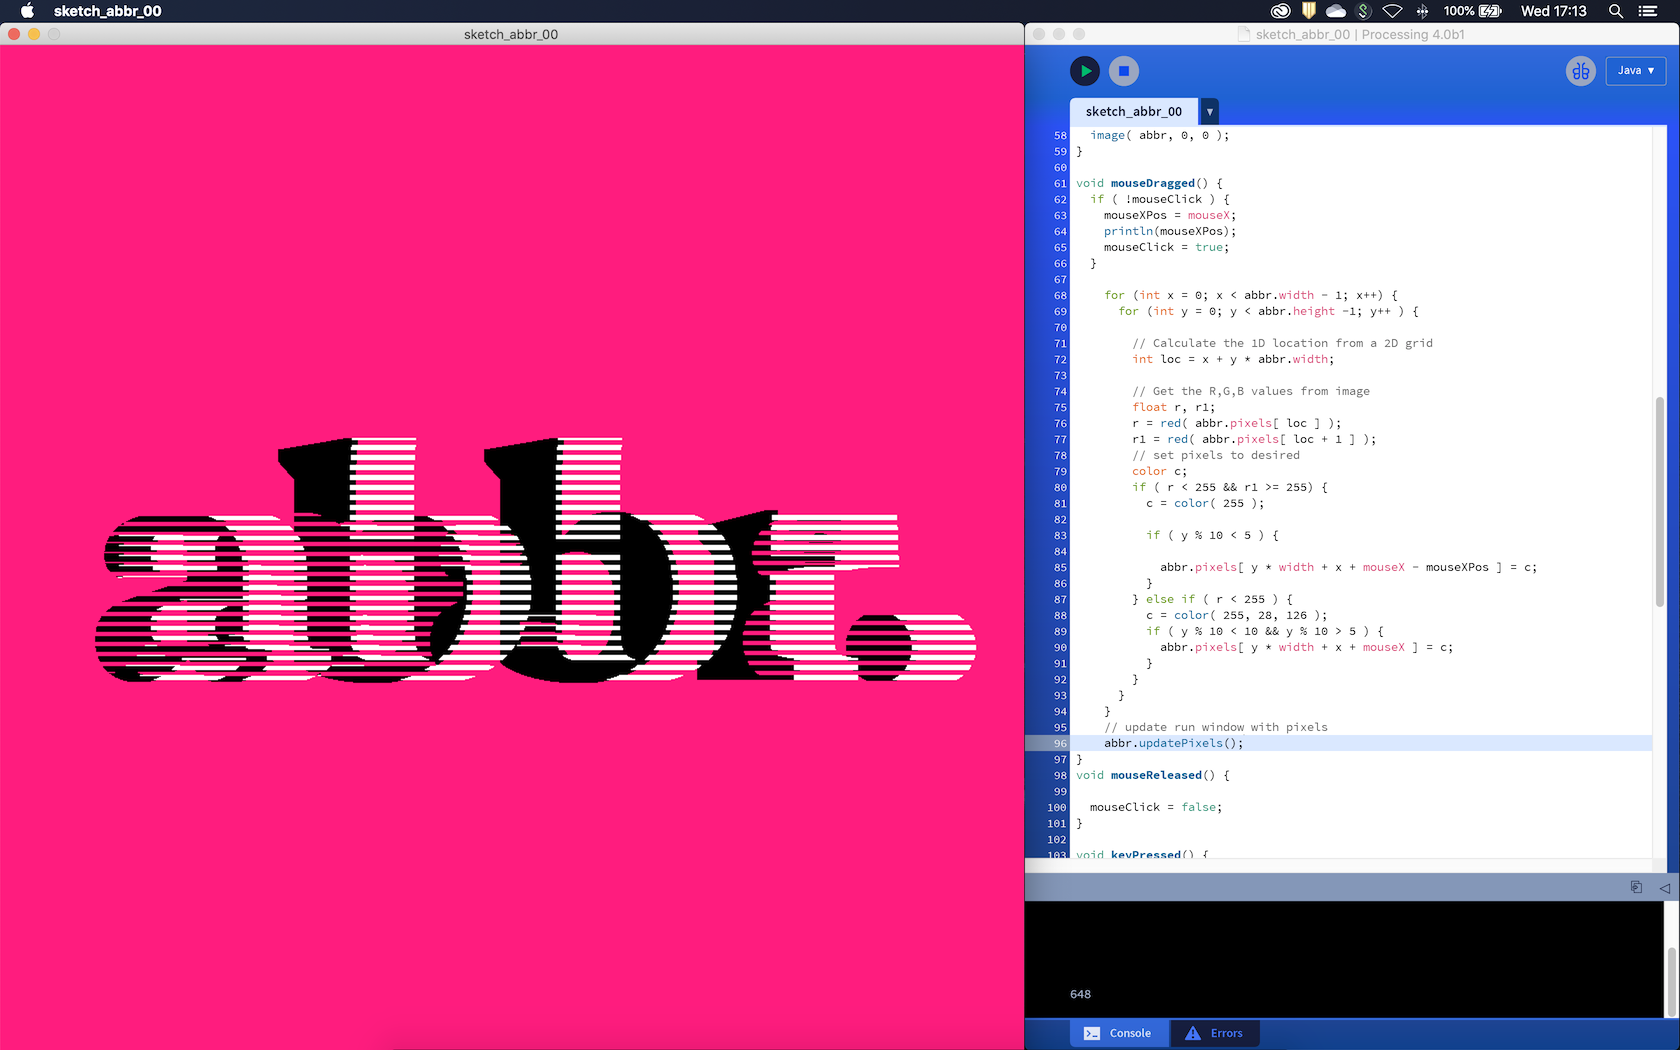 sketch_abbr_00
100%
Wed 17:13
sketch_abbr_00
abbr.
sketch_abbr_00 | Processing 4.0b1
Java
sketch_abbr_00
58 image( abbr, 0, 0 );
59 }
60
61 void mouseDragged() {
62 if ( !mouseClick ) {
63 mouseXPos = mouseX;
64 println(mouseXPos);
65 mouseClick = true;
66 }
67
68 for (int x = 0; x < abbr.width - 1; x++) {
69 for (int y = 0; y < abbr.height -1; y++ ) {
70
71 // Calculate the 1D location from a 2D grid
72 int loc = x + y * abbr.width;
73
74 // Get the R,G,B values from image
75 float r, r1;
76 r = red( abbr.pixels[ loc ] );
77 r1 = red( abbr.pixels[ loc + 1 ] );
78 // set pixels to desired
79 color c;
80 if ( r < 255 && r1 >= 255) {
81 c = color( 255 );
82
83 if ( y % 10 < 5 ) {
84
85 abbr.pixels[ y * width + x + mouseX - mouseXPos ] = c;
86 }
87 } else if ( r < 255 ) {
88 c = color( 255, 28, 126 );
89 if ( y % 10 < 10 && y % 10 > 5 ) {
90 abbr.pixels[ y * width + x + mouseX ] = c;
91 }
92 }
93 }
94 }
95 // update run window with pixels
96 abbr.updatePixels();
97 }
98 void mouseReleased() {
99
100 mouseClick = false;
101 }
102
103 void keyPressed() {
648
Console
Errors